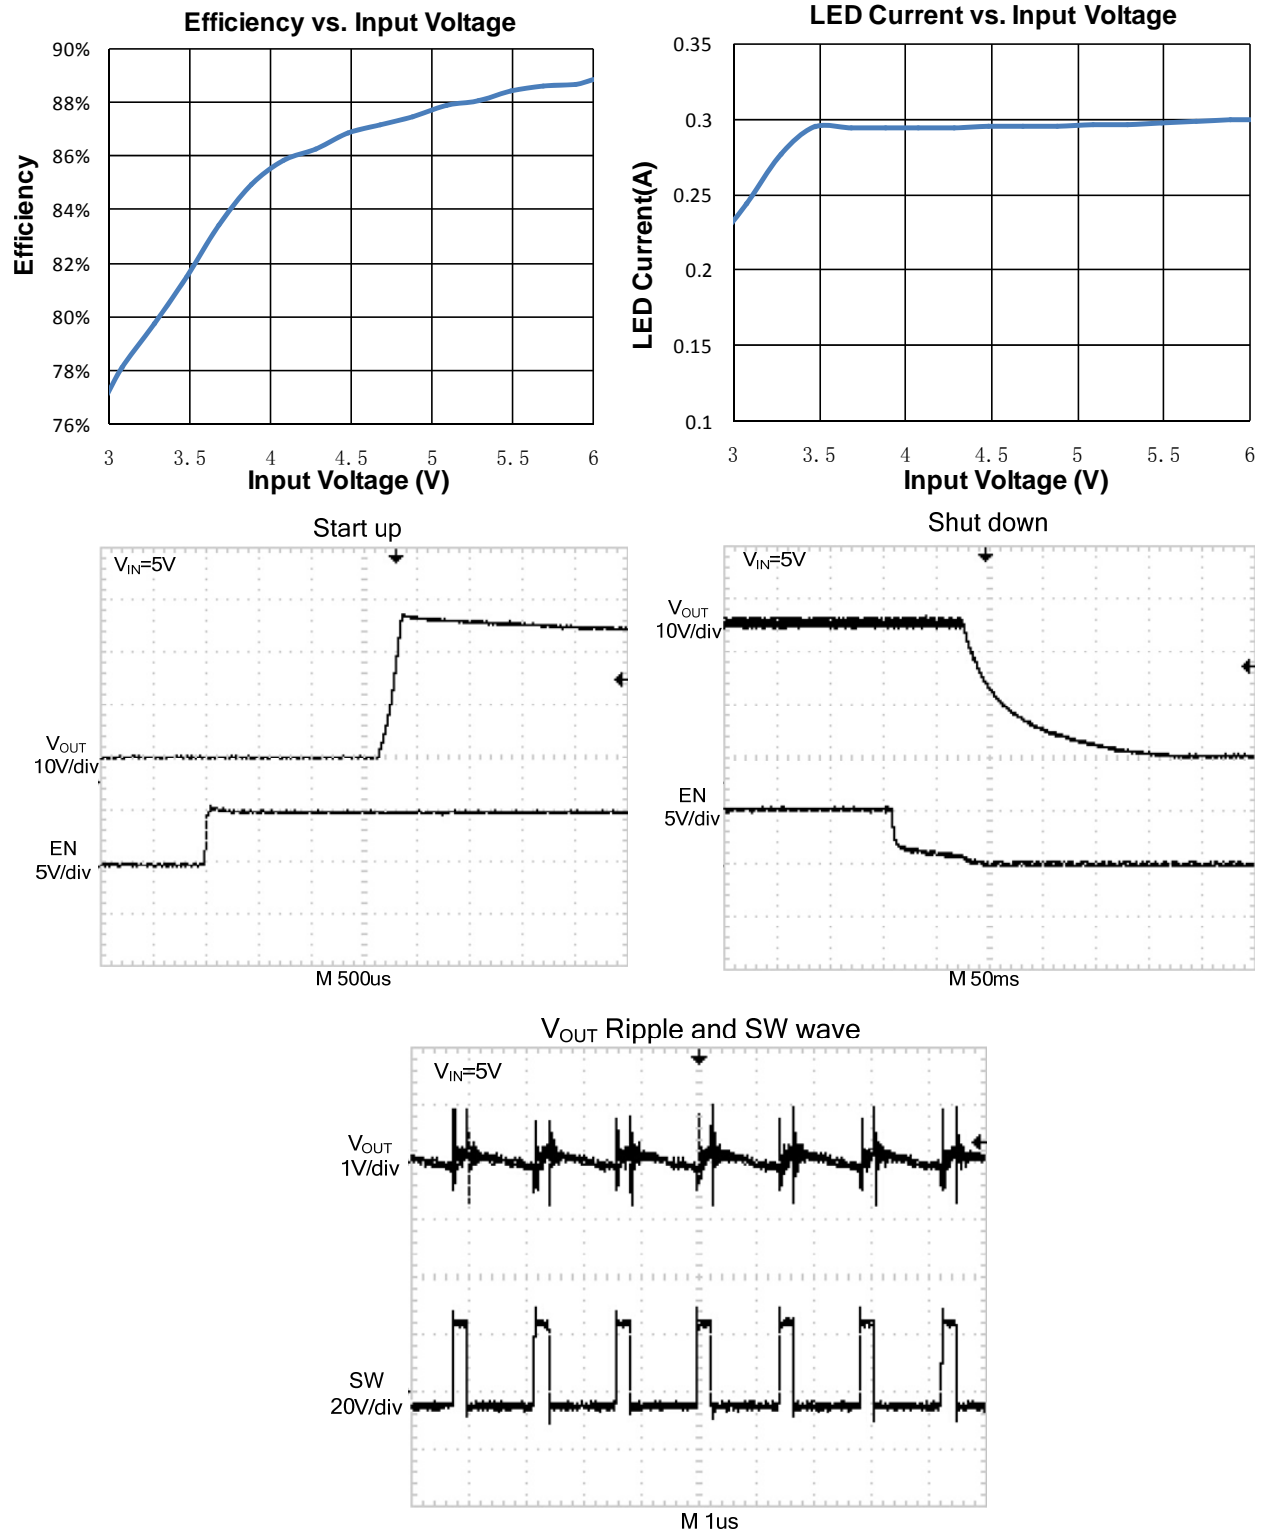 Efficiency vs. Input Voltage
90%
88%
86%
84%
82%
80%
78%
76%
Efficiency
3 3.5 4 4.5 5 5.5 6
Input Voltage (V)
LED Current vs. Input Voltage
0.35
0.3
0.25
0.2
0.15
0.1
LED Current(A)
3 3.5 4 4.5 5 5.5 6
Input Voltage (V)
Start up
VIN=5V
VOUT
10V/div
EN
5V/div
M 500us
Shut down
VIN=5V
VOUT
10V/div
EN
5V/div
M 50ms
VOUT Ripple and SW wave
VIN=5V
VOUT
1V/div
SW
20V/div
M 1us